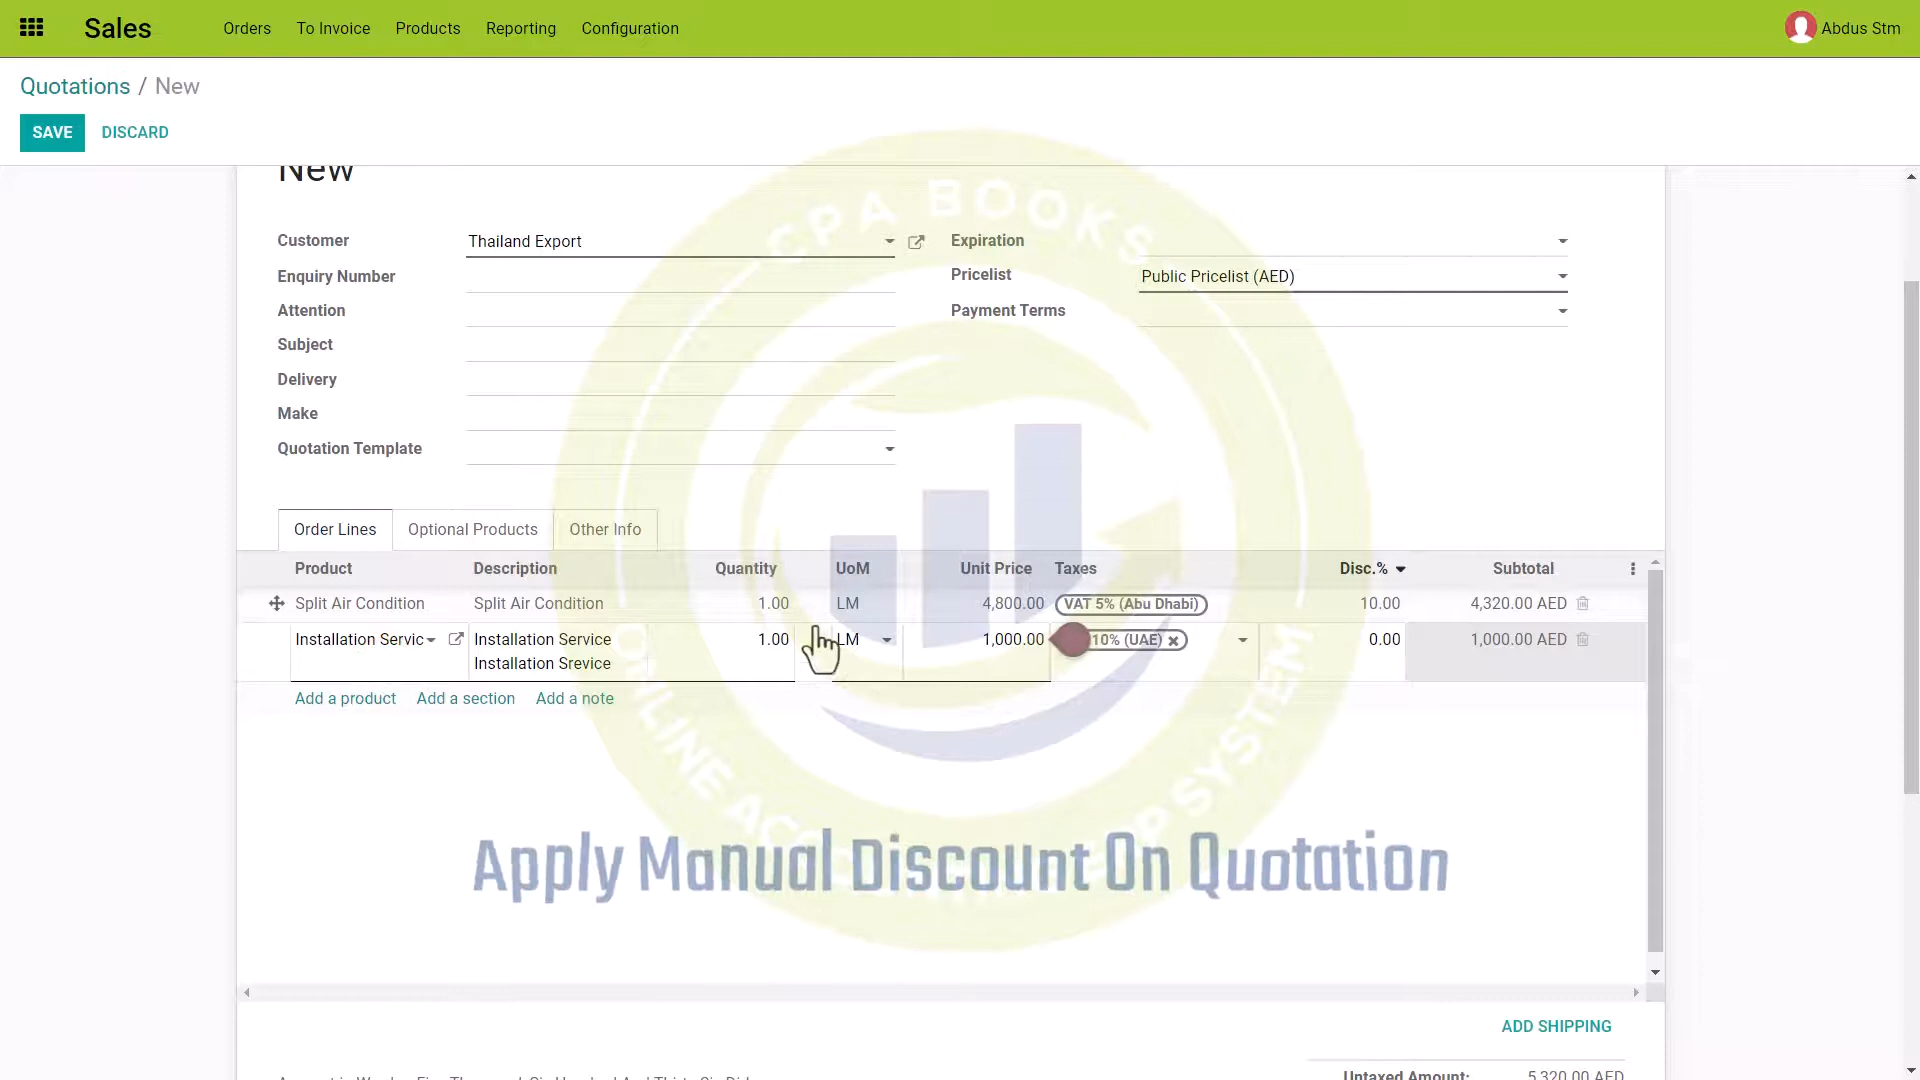 Sales Orders To Invoice Products Reporting Configuration Abdus Stm
Quotations / New
SAVE DISCARD
New
Customer Thailand Export Expiration
Enquiry Number Pricelist Public Pricelist (AED)
Attention Payment Terms
Subject
Delivery
Make
Quotation Template
Order Lines Optional Products Other Info
Product Description Quantity UoM Unit Price Taxes Disc.% Subtotal
Split Air Condition Split Air Condition 1.00 LM 4,800.00 VAT 5% (Abu Dhabi) 10.00 4,320.00 AED
Installation Servic Installation Service 1.00 LM 1,000.00 10% (UAE) 0.00 1,000.00 AED
Installation Srevice
Add a product Add a section Add a note
CPA BOOKS
Apply Manual Discount On Quotation
ADD SHIPPING
Untaxed Amount: 5,320.00 AED